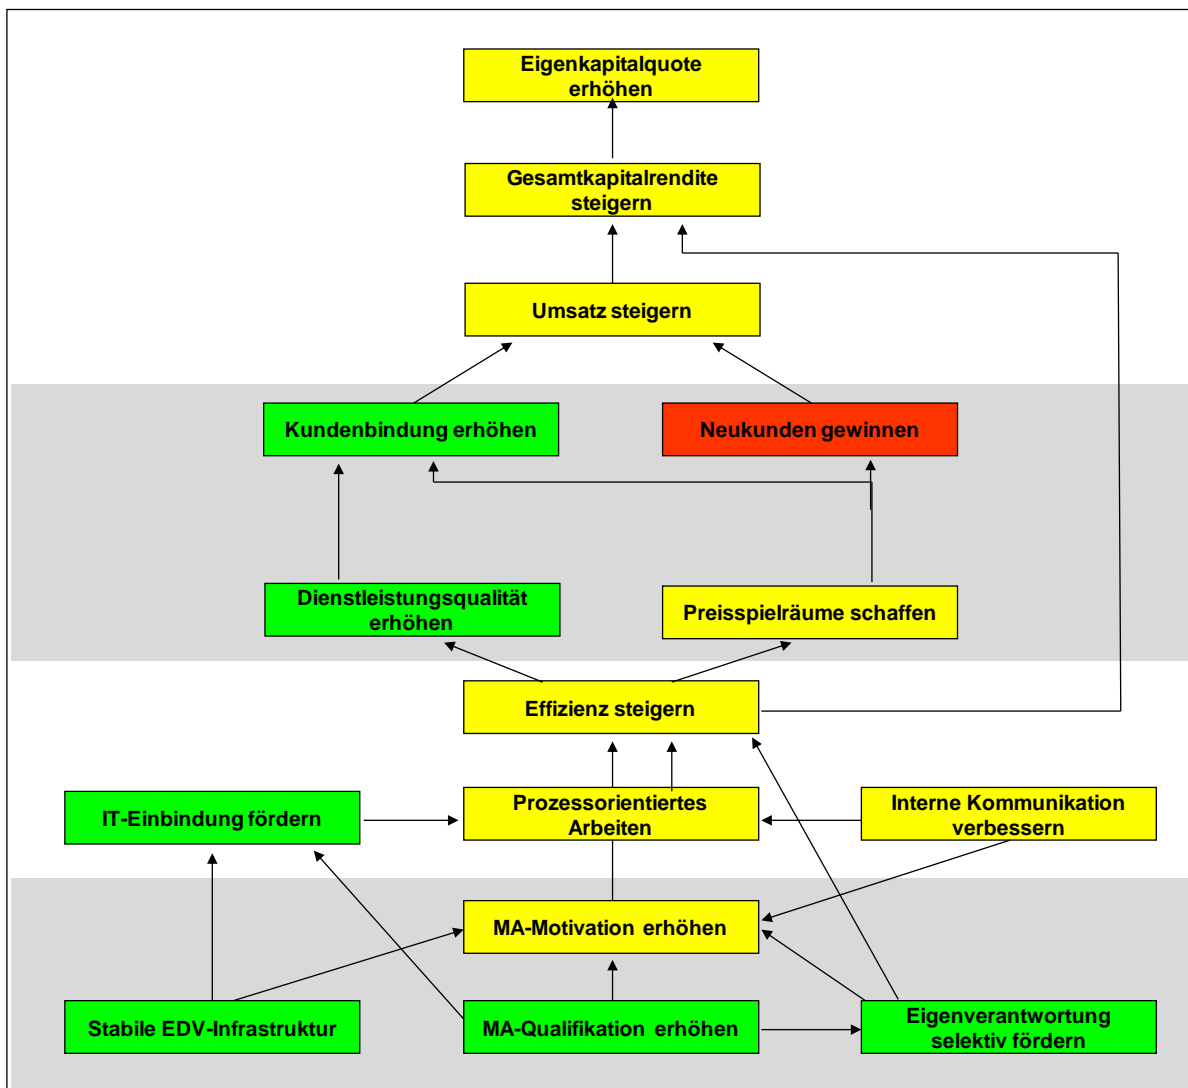 Eigenkapitalquote
erhöhen
Gesamtkapitalrendite
steigern
Umsatz steigern
Kundenbindung erhöhen
Neukunden gewinnen
Dienstleistungsqualität
erhöhen
Preisspielräume schaffen
Effizienz steigern
IT-Einbindung fördern
Prozessorientiertes
Arbeiten
Interne Kommunikation
verbessern
MA-Motivation erhöhen
Stabile EDV-Infrastruktur
MA-Qualifikation erhöhen
Eigenverantwortung
selektiv fördern